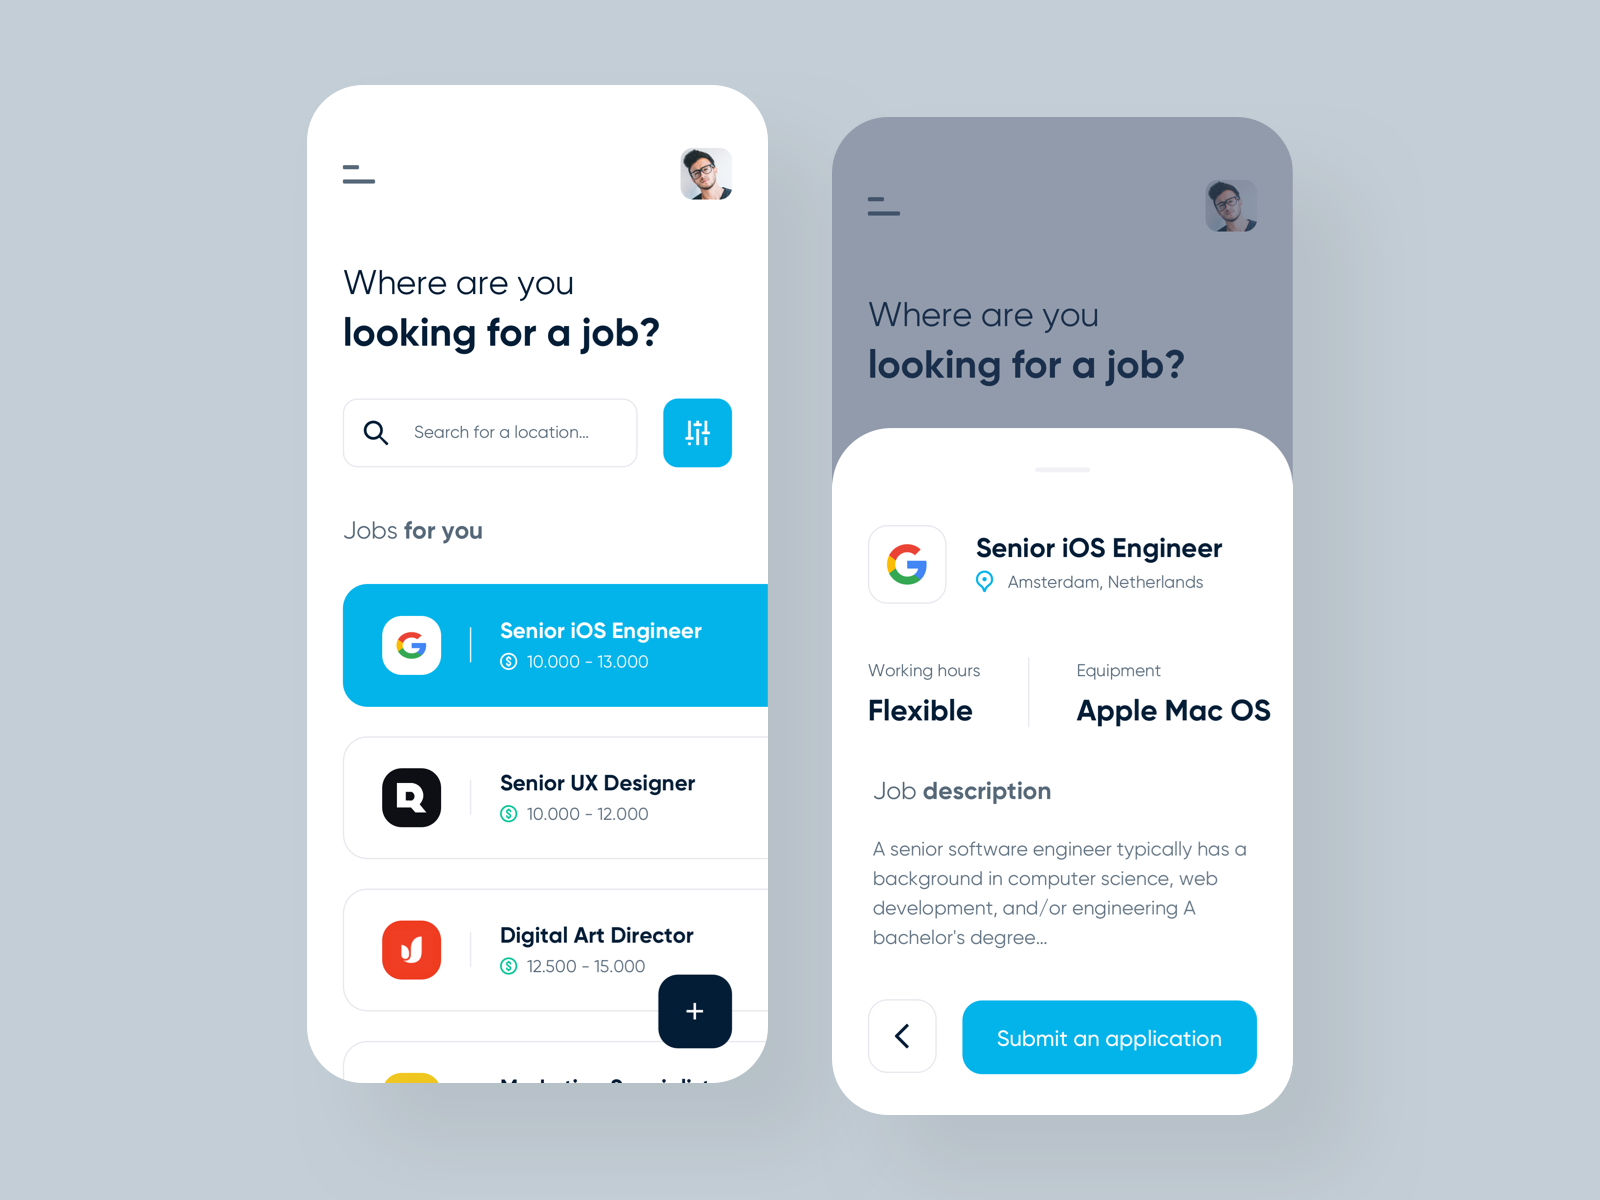 Where are you
looking for a job?
Search for a location...
Jobs for you
Senior iOS Engineer
10.000 - 13.000
Senior UX Designer
10.000 - 12.000
Digital Art Director
12.500 - 15.000
+
Where are you
looking for a job?
Senior iOS Engineer
Amsterdam, Netherlands
Working hours
Flexible
Equipment
Apple Mac OS
Job description
A senior software engineer typically has a
background in computer science, web
development, and/or engineering A
bachelor's degree...
Submit an application